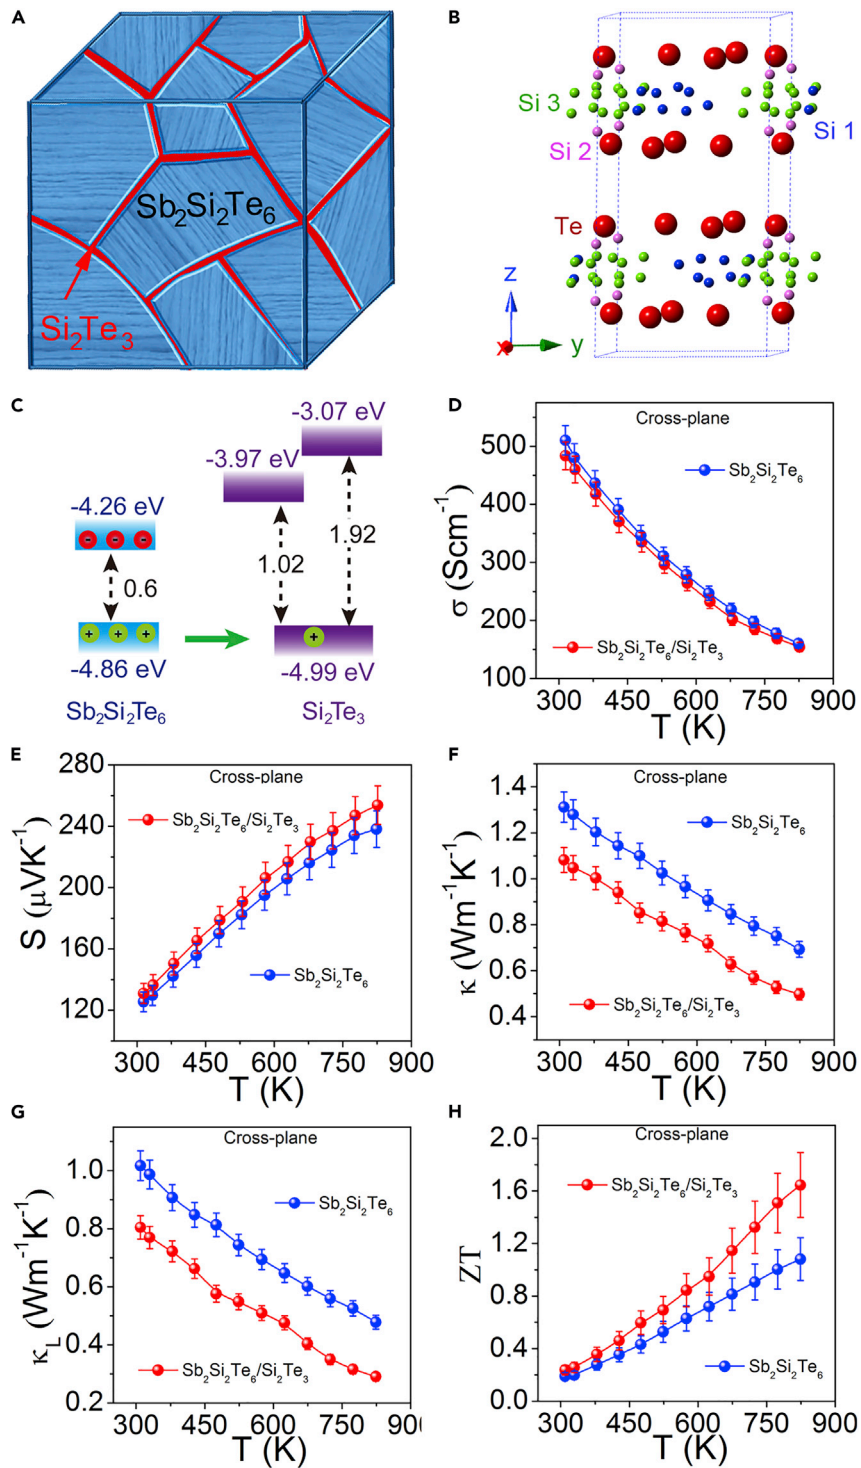 A
Sb₂Si₂Te₆
Si₂Te₃
B
Si 3
Si 1
Si 2
Te
z
x
y
C
-3.07 eV
-3.97 eV
-4.26 eV
- - -
1.92
1.02
0.6
+ + +
+
-4.86 eV
-4.99 eV
Sb₂Si₂Te₆
Si₂Te₃
D
Cross-plane
500
400
300
200
100
σ (Scm⁻¹)
Sb₂Si₂Te₆
Sb₂Si₂Te₆/Si₂Te₃
300 450 600 750 900
T (K)
E
Cross-plane
280
240
200
160
120
S (μVK⁻¹)
Sb₂Si₂Te₆/Si₂Te₃
Sb₂Si₂Te₆
300 450 600 750 900
T (K)
F
Cross-plane
1.4
1.2
1.0
0.8
0.6
0.4
κ (Wm⁻¹K⁻¹)
Sb₂Si₂Te₆
Sb₂Si₂Te₆/Si₂Te₃
300 450 600 750 900
T (K)
G
Cross-plane
1.0
0.8
0.6
0.4
0.2
κL (Wm⁻¹K⁻¹)
Sb₂Si₂Te₆
Sb₂Si₂Te₆/Si₂Te₃
300 450 600 750 900
T (K)
H
Cross-plane
2.0
1.6
1.2
0.8
0.4
0.0
ZT
Sb₂Si₂Te₆/Si₂Te₃
Sb₂Si₂Te₆
300 450 600 750 900
T (K)